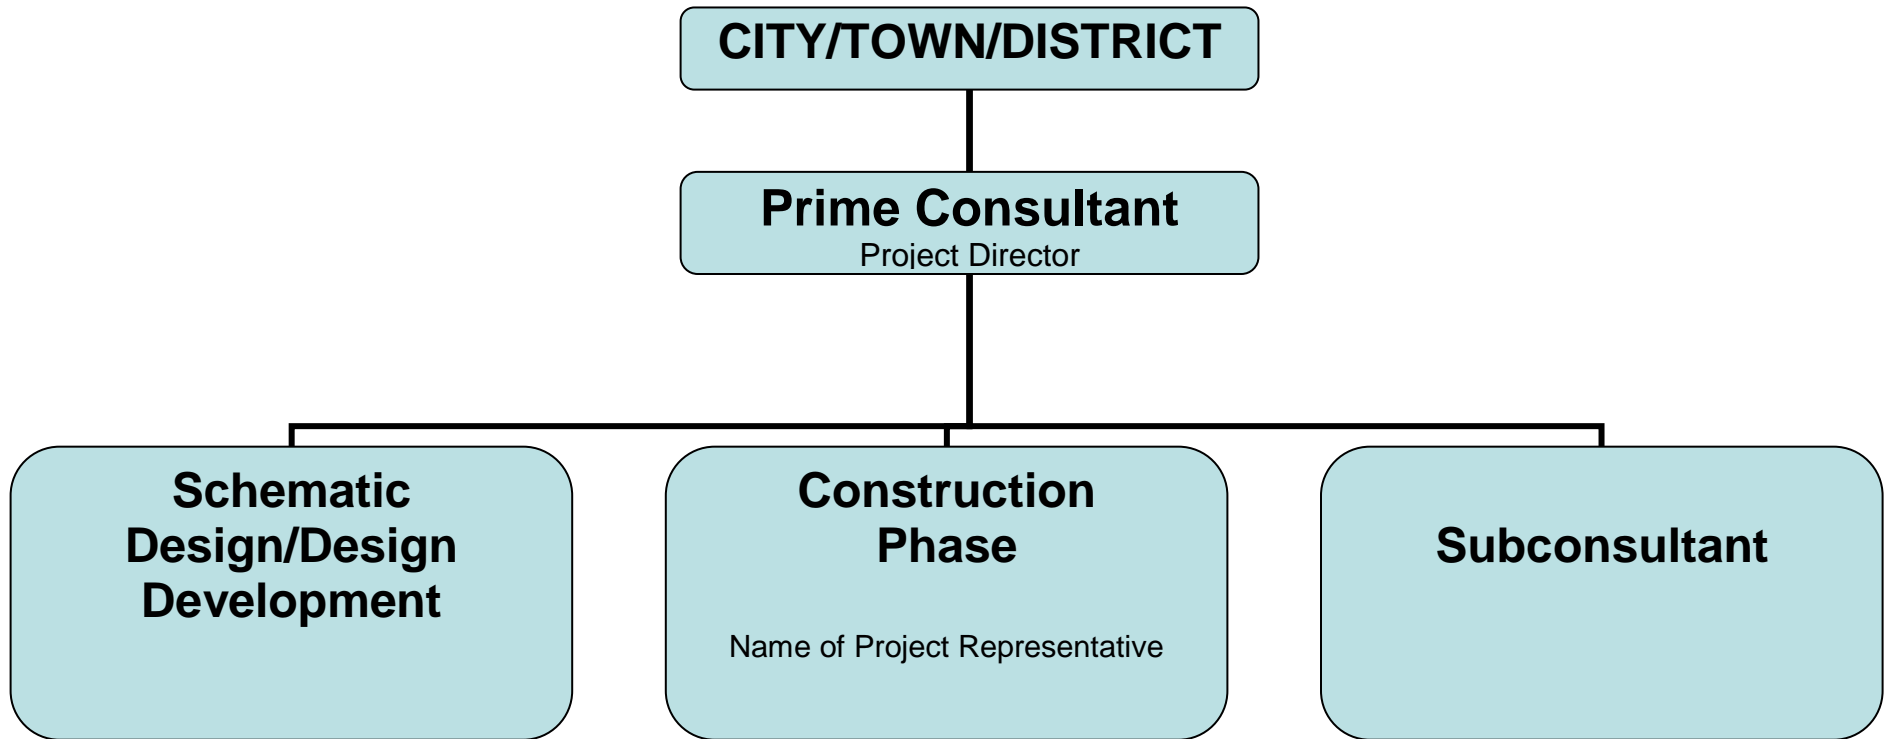 CITY/TOWN/DISTRICT
Prime Consultant
Project Director
Schematic
Design/Design
Development
Construction
Phase
Name of Project Representative
Subconsultant